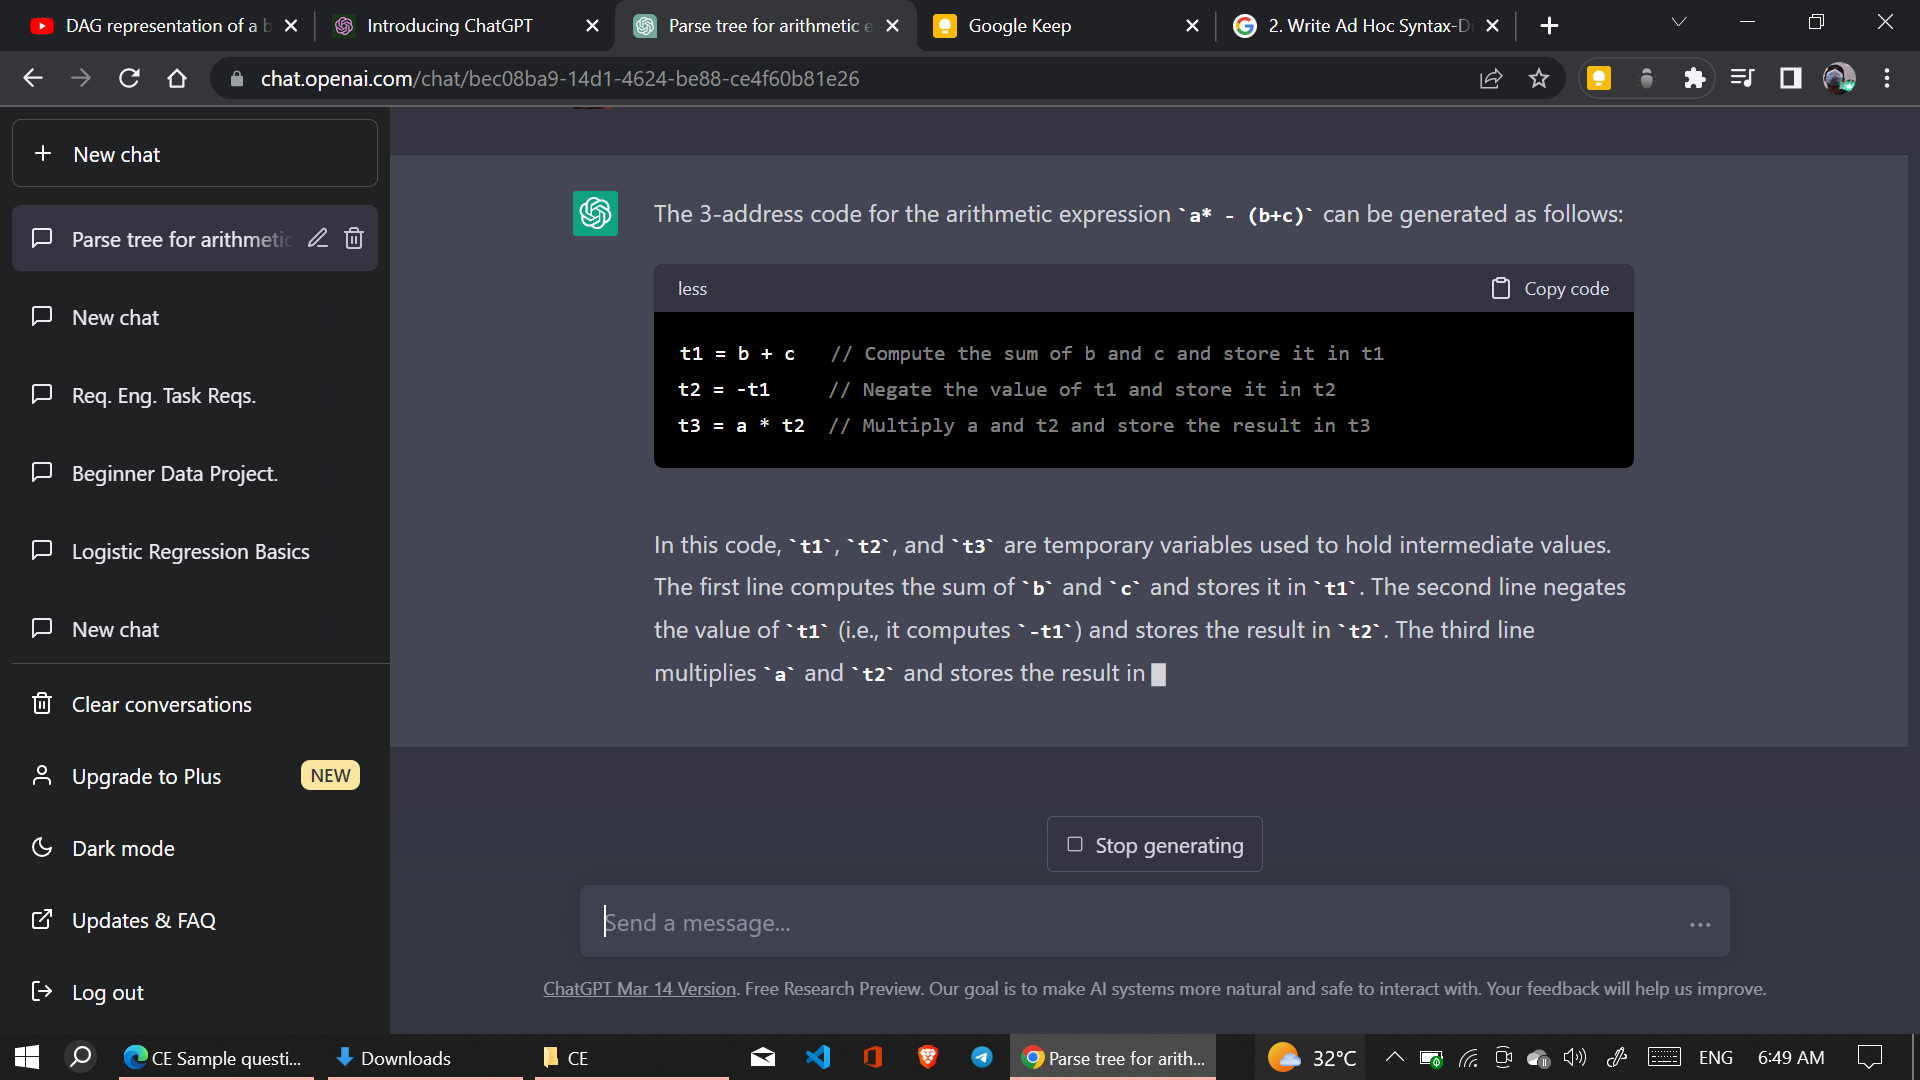 DAG representation of a b
Introducing ChatGPT
Parse tree for arithmetic e
Google Keep
2. Write Ad Hoc Syntax-Di
chat.openai.com/chat/bec08ba9-14d1-4624-be88-ce4f60b81e26
New chat
Parse tree for arithmetic
New chat
Req. Eng. Task Reqs.
Beginner Data Project.
Logistic Regression Basics
New chat
Clear conversations
Upgrade to Plus NEW
Dark mode
Updates & FAQ
Log out
The 3-address code for the arithmetic expression `a* - (b+c)` can be generated as follows:
less Copy code
t1 = b + c // Compute the sum of b and c and store it in t1
t2 = -t1 // Negate the value of t1 and store it in t2
t3 = a * t2 // Multiply a and t2 and store the result in t3
In this code, `t1`, `t2`, and `t3` are temporary variables used to hold intermediate values.
The first line computes the sum of `b` and `c` and stores it in `t1`. The second line negates
the value of `t1` (i.e., it computes `-t1`) and stores the result in `t2`. The third line
multiplies `a` and `t2` and stores the result in
Stop generating
Send a message...
ChatGPT Mar 14 Version. Free Research Preview. Our goal is to make AI systems more natural and safe to interact with. Your feedback will help us improve.
CE Sample questi...
Downloads
CE
Parse tree for arith...
32°C
ENG
6:49 AM